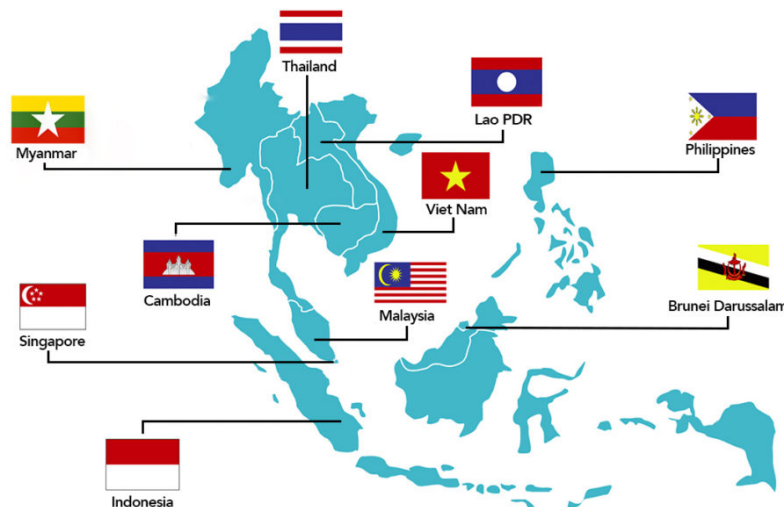 Thailand
Lao PDR
Myanmar
Philippines
Viet Nam
Cambodia
Malaysia
Brunei Darussalam
Singapore
Indonesia